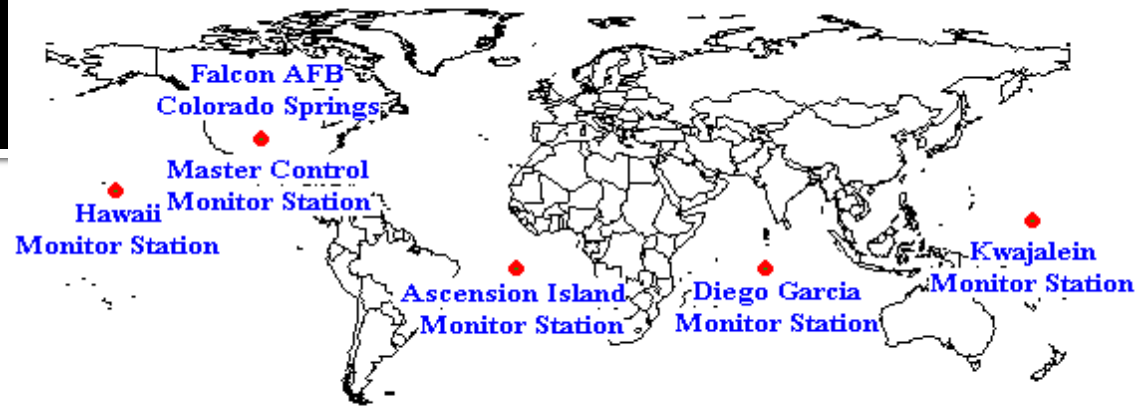 Falcon AFB
Colorado Springs
Master Control
Monitor Station
Hawaii
Monitor Station
Ascension Island
Monitor Station
Diego Garcia
Monitor Station
Kwajalein
Monitor Station